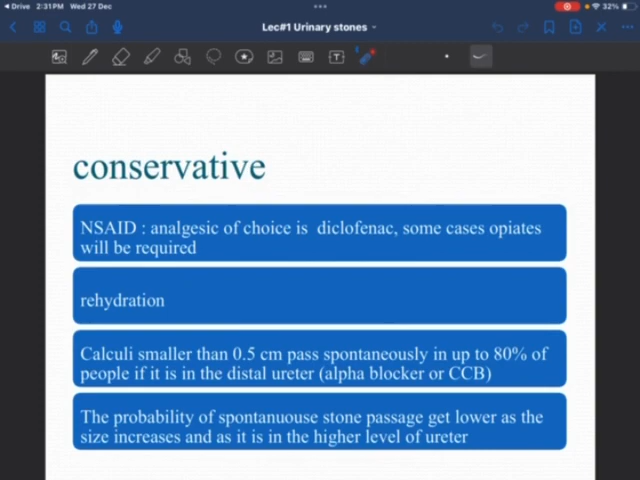 Drive 2:31PM Wed 27 Dec
32%
Lec#1 Urinary stones
conservative
NSAID : analgesic of choice is diclofenac, some cases opiates
will be required
rehydration
Calculi smaller than 0.5 cm pass spontaneously in up to 80% of
people if it is in the distal ureter (alpha blocker or CCB)
The probability of spontanuouse stone passage get lower as the
size increases and as it is in the higher level of ureter